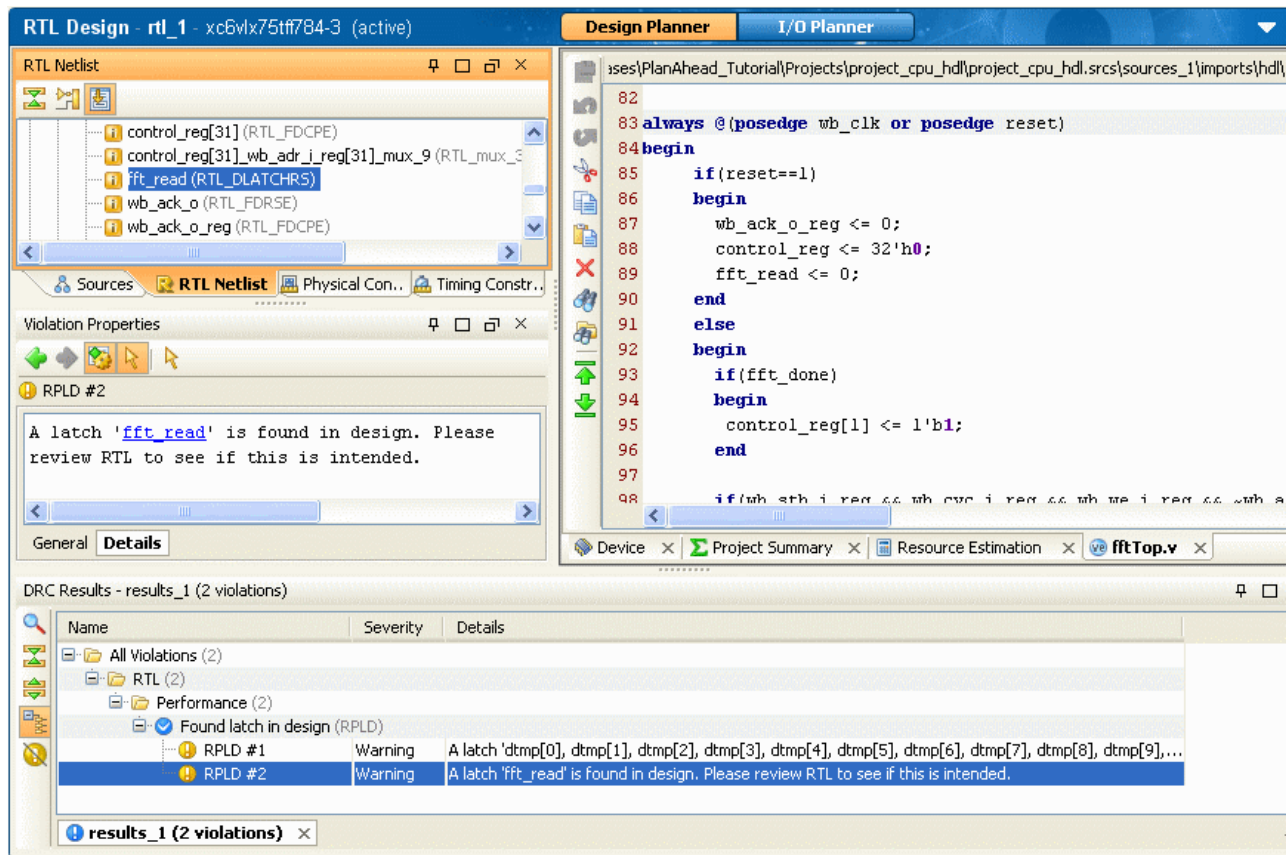 RTL Design - rtl_1 - xc6vlx75tff784-3 (active)
Design Planner
I/O Planner
RTL Netlist
control_reg[31] (RTL_FDCPE)
control_reg[31]_wb_adr_i_reg[31]_mux_9 (RTL_mux_3
fft_read (RTL_DLATCHRS)
wb_ack_o (RTL_FDRSE)
wb_ack_o_reg (RTL_FDCPE)
Sources
RTL Netlist
Physical Con..
Timing Constr..
Violation Properties
RPLD #2
A latch 'fft_read' is found in design. Please
review RTL to see if this is intended.
General
Details
ases\PlanAhead_Tutorial\Projects\project_cpu_hdl\project_cpu_hdl.srcs\sources_1\imports\hdl\
82
83 always @(posedge wb_clk or posedge reset)
84 begin
85 if(reset==1)
86 begin
87 wb_ack_o_reg <= 0;
88 control_reg <= 32'h0;
89 fft_read <= 0;
90 end
91 else
92 begin
93 if(fft_done)
94 begin
95 control_reg[1] <= 1'b1;
96 end
97
98 if(wb_stb_i_reg && wb_cyc_i_reg && wb_we_i_reg && ~wb_a
Device
Project Summary
Resource Estimation
fftTop.v
DRC Results - results_1 (2 violations)
Name Severity Details
All Violations (2)
RTL (2)
Performance (2)
Found latch in design (RPLD)
RPLD #1 Warning A latch 'dtmp[0], dtmp[1], dtmp[2], dtmp[3], dtmp[4], dtmp[5], dtmp[6], dtmp[7], dtmp[8], dtmp[9],...
RPLD #2 Warning A latch 'fft_read' is found in design. Please review RTL to see if this is intended.
results_1 (2 violations)